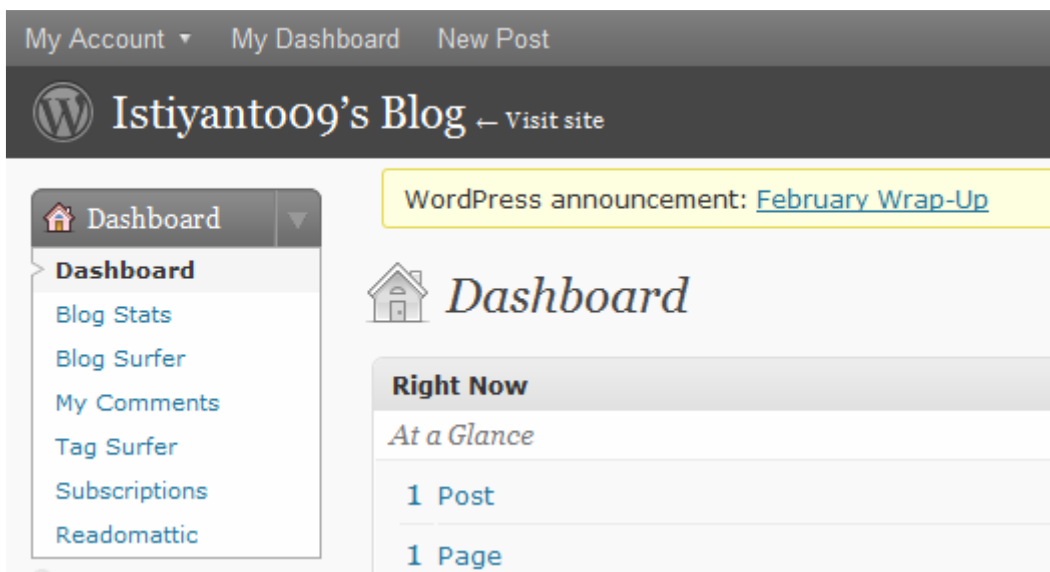 My Account ▼ My Dashboard New Post
Istiyanto09's Blog ← Visit site
WordPress announcement: February Wrap-Up
Dashboard
Dashboard
Blog Stats
Blog Surfer
My Comments
Tag Surfer
Subscriptions
Readomattic
Dashboard
Right Now
At a Glance
1 Post
1 Page